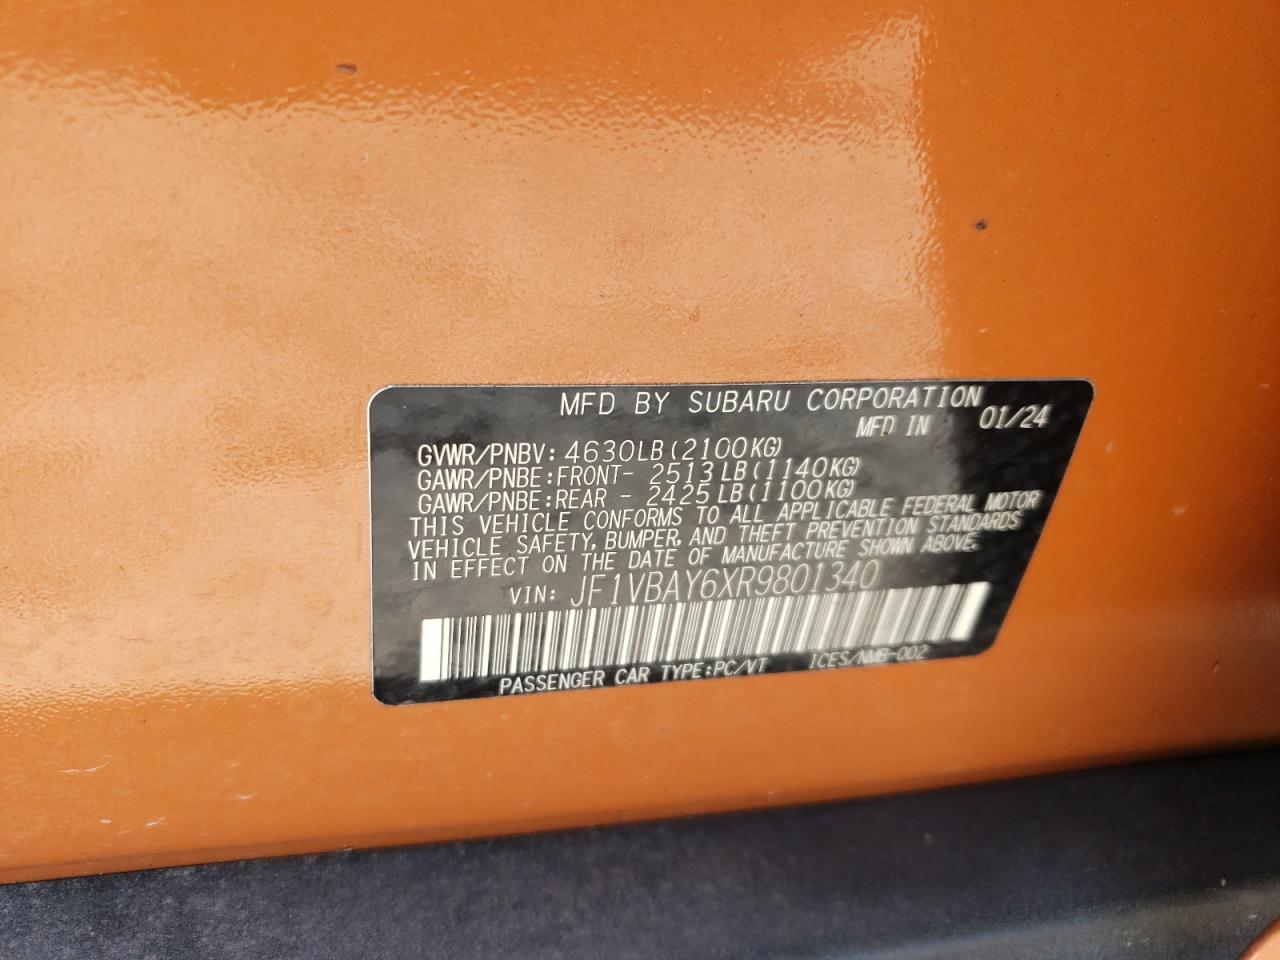 MFD BY SUBARU CORPORATION
MFD IN 01/24
GVWR/PNBV: 4630LB(2100KG)
GAWR/PNBE:FRONT- 2513LB(1140KG)
GAWR/PNBE:REAR - 2425LB(1100KG)
THIS VEHICLE CONFORMS TO ALL APPLICABLE FEDERAL MOTOR
VEHICLE SAFETY, BUMPER, AND THEFT PREVENTION STANDARDS
IN EFFECT ON THE DATE OF MANUFACTURE SHOWN ABOVE.
VIN: JF1VBAY6XR9801340
PASSENGER CAR TYPE:PC/VT ICES/NMB-002